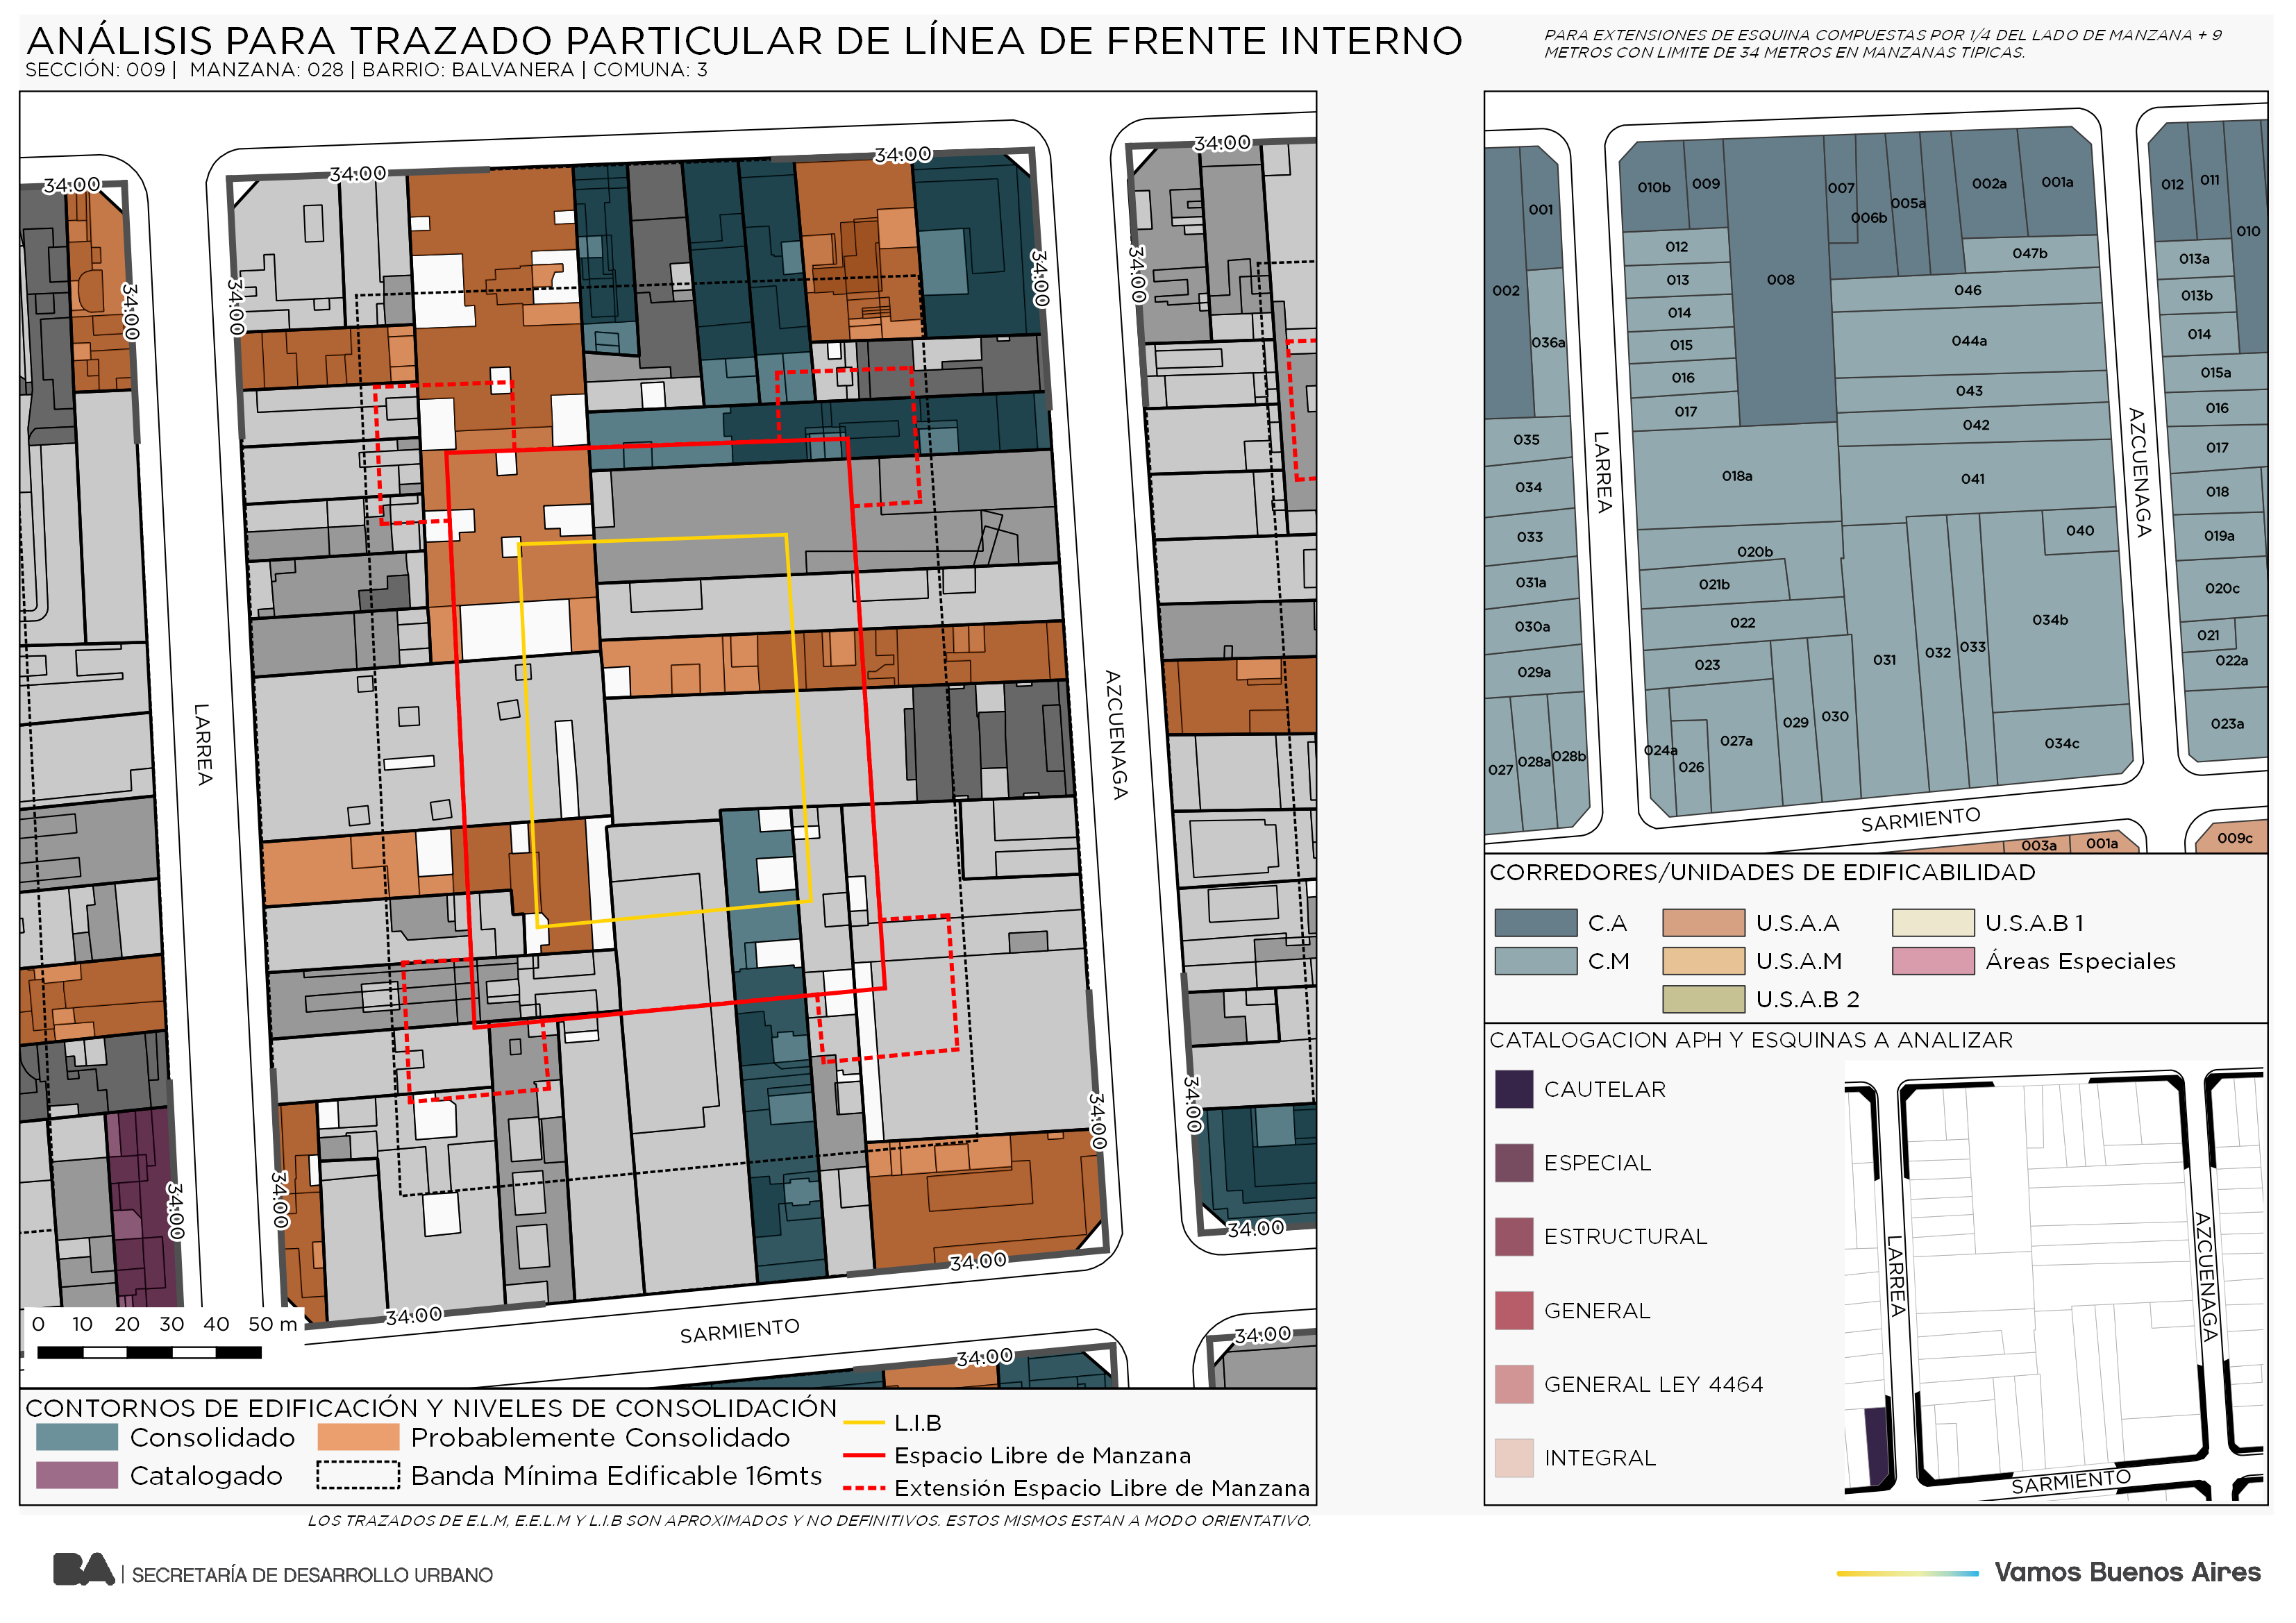 ANÁLISIS PARA TRAZADO PARTICULAR DE LÍNEA DE FRENTE INTERNO
SECCIÓN: 009 | MANZANA: 028 | BARRIO: BALVANERA | COMUNA: 3
PARA EXTENSIONES DE ESQUINA COMPUESTAS POR 1/4 DEL LADO DE MANZANA + 9
METROS CON LIMITE DE 34 METROS EN MANZANAS TIPICAS.
34.00
34.00
34.00
34.00
34.00
34.00
34.00
34.00
34.00
LARREA
AZCUENAGA
34.00
34.00
34.00
34.00
34.00
34.00
34.00
34.00
34.00
SARMIENTO
0 10 20 30 40 50 m
CONTORNOS DE EDIFICACIÓN Y NIVELES DE CONSOLIDACIÓN
Consolidado
Probablemente Consolidado
Catalogado
Banda Mínima Edificable 16mts
L.I.B
Espacio Libre de Manzana
Extensión Espacio Libre de Manzana
LOS TRAZADOS DE E.L.M, E.E.L.M Y L.I.B SON APROXIMADOS Y NO DEFINITIVOS. ESTOS MISMOS ESTAN A MODO ORIENTATIVO.
001
002
036a
035
034
033
031a
030a
029a
027
028a
028b
LARREA
010b
009
008
007
006b
005a
002a
001a
012
013
014
015
016
017
047b
046
044a
043
042
041
018a
020b
021b
022
023
024a
026
027a
029
030
031
032
033
040
034b
034c
AZCUENAGA
012
011
010
013a
013b
014
015a
016
017
018
019a
020c
021
022a
023a
SARMIENTO
003a
001a
009c
CORREDORES/UNIDADES DE EDIFICABILIDAD
C.A
U.S.A.A
U.S.A.B 1
C.M
U.S.A.M
Áreas Especiales
U.S.A.B 2
CATALOGACION APH Y ESQUINAS A ANALIZAR
CAUTELAR
ESPECIAL
ESTRUCTURAL
GENERAL
GENERAL LEY 4464
INTEGRAL
LARREA
AZCUENAGA
SARMIENTO
BA | SECRETARÍA DE DESARROLLO URBANO
Vamos Buenos Aires